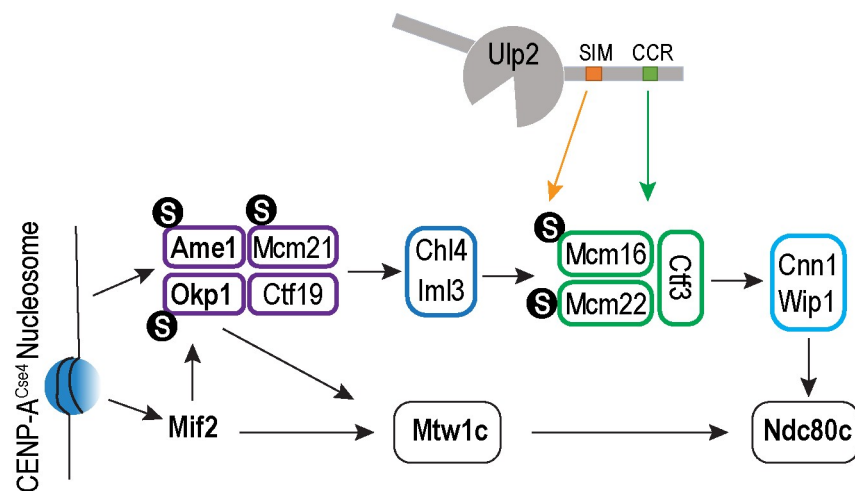 Ulp2
SIM CCR
S S
Ame1 Mcm21
Okp1 Ctf19
S
Chl4
Iml3
S
Mcm16
S Mcm22
Ctf3
Cnn1
Wip1
CENP-A^Cse4 Nucleosome
Mif2
Mtw1c
Ndc80c